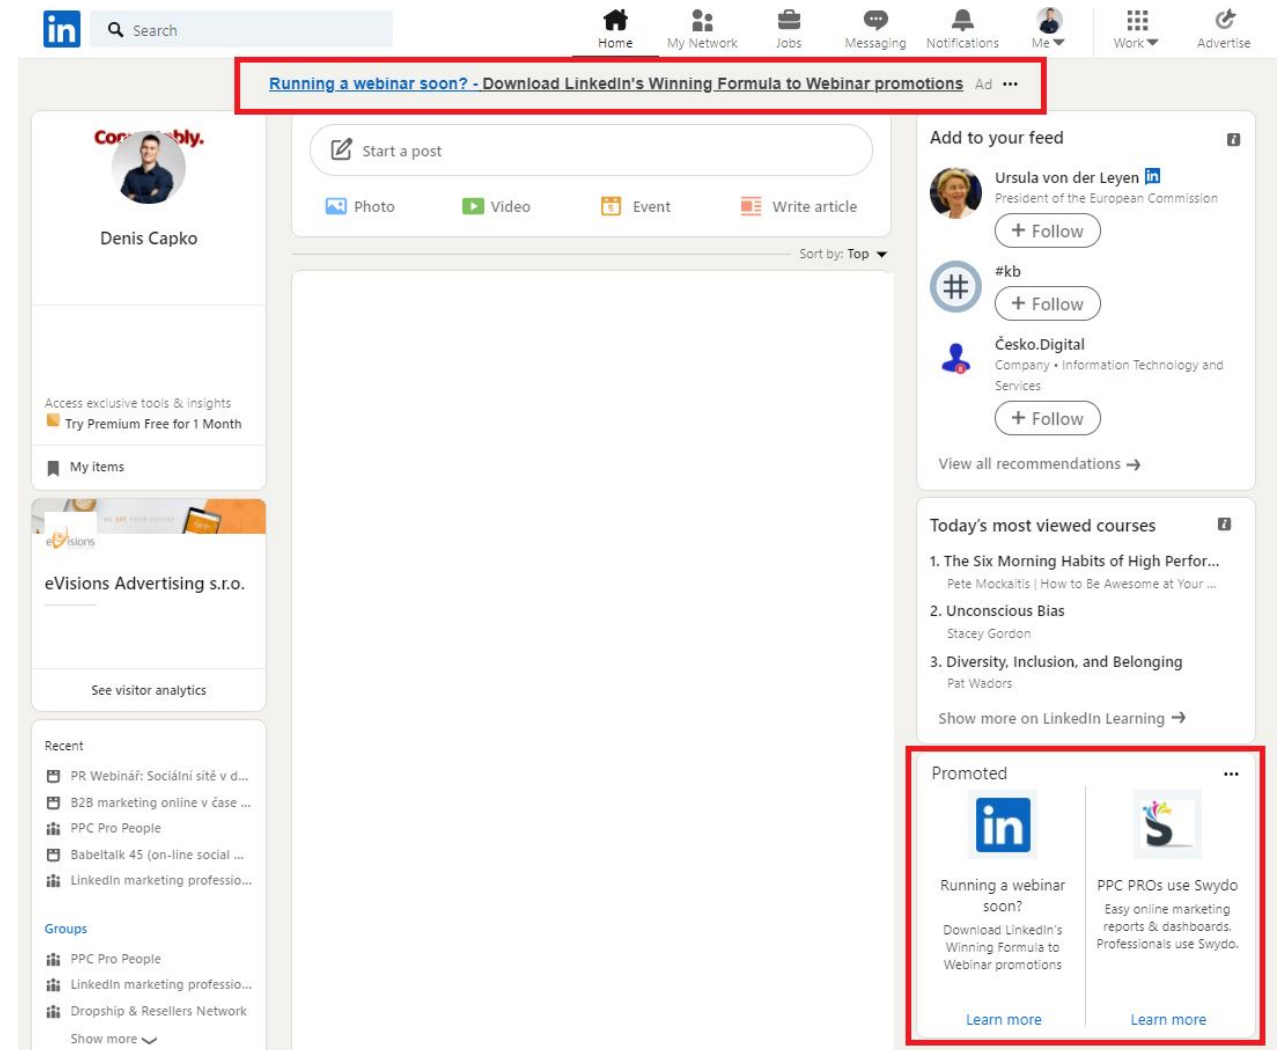 in
Search
Home
My Network
Jobs
Messaging
Notifications
Me
Work
Advertise
Running a webinar soon? - Download LinkedIn's Winning Formula to Webinar promotions Ad
Denis Capko
Access exclusive tools & insights
Try Premium Free for 1 Month
My items
eVisions
WE SEE YOUR FUTURE
eVisions Advertising s.r.o.
See visitor analytics
Recent
PR Webinář: Sociální sítě v d...
B2B marketing online v čase ...
PPC Pro People
Babeltalk 45 (on-line social ...
LinkedIn marketing professio...
Groups
PPC Pro People
LinkedIn marketing professio...
Dropship & Resellers Network
Show more
Start a post
Photo
Video
Event
Write article
Sort by: Top
Add to your feed
Ursula von der Leyen in
President of the European Commission
+ Follow
#kb
+ Follow
Česko.Digital
Company • Information Technology and
Services
+ Follow
View all recommendations →
Today's most viewed courses
1. The Six Morning Habits of High Perfor...
Pete Mockaitis | How to Be Awesome at Your ...
2. Unconscious Bias
Stacey Gordon
3. Diversity, Inclusion, and Belonging
Pat Wadors
Show more on LinkedIn Learning →
Promoted
in
Running a webinar
soon?
Download LinkedIn's
Winning Formula to
Webinar promotions
Learn more
S
PPC PROs use Swydo
Easy online marketing
reports & dashboards.
Professionals use Swydo.
Learn more